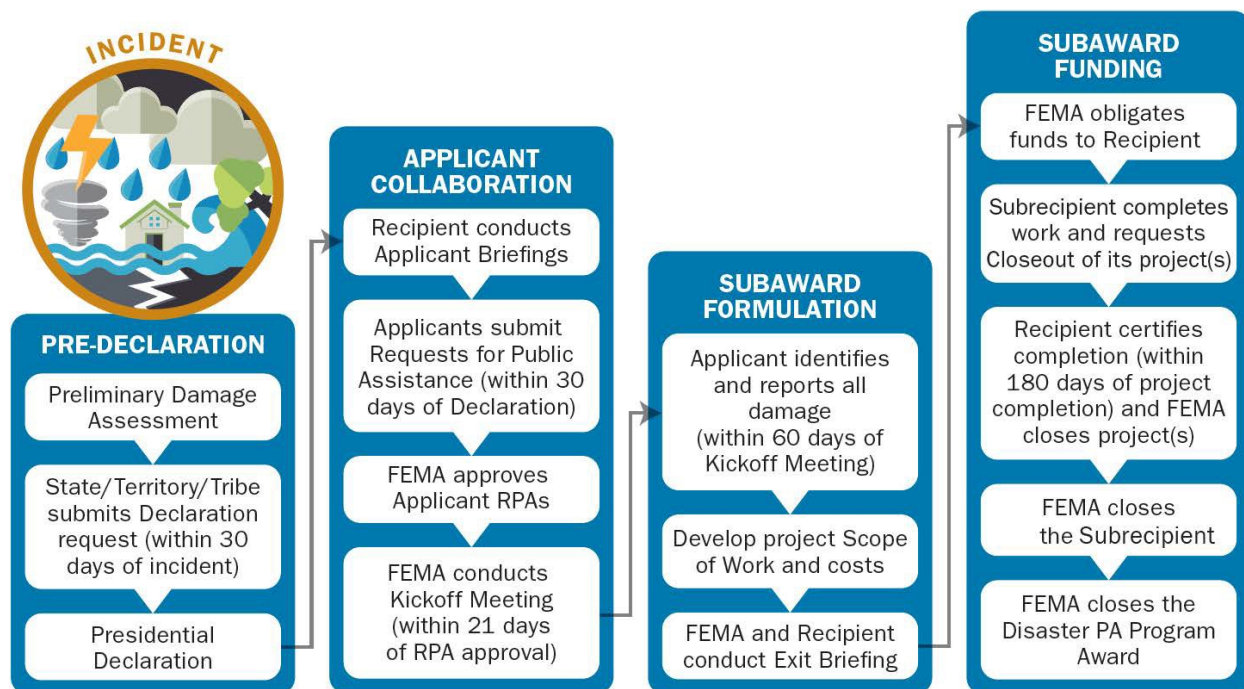 INCIDENT
PRE-DECLARATION
Preliminary Damage
Assessment
State/Territory/Tribe
submits Declaration
request (within 30
days of incident)
Presidential
Declaration
APPLICANT
COLLABORATION
Recipient conducts
Applicant Briefings
Applicants submit
Requests for Public
Assistance (within 30
days of Declaration)
FEMA approves
Applicant RPAs
FEMA conducts
Kickoff Meeting
(within 21 days
of RPA approval)
SUBAWARD
FORMULATION
Applicant identifies
and reports all
damage
(within 60 days of
Kickoff Meeting)
Develop project Scope
of Work and costs
FEMA and Recipient
conduct Exit Briefing
SUBAWARD
FUNDING
FEMA obligates
funds to Recipient
Subrecipient completes
work and requests
Closeout of its project(s)
Recipient certifies
completion (within
180 days of project
completion) and FEMA
closes project(s)
FEMA closes
the Subrecipient
FEMA closes the
Disaster PA Program
Award